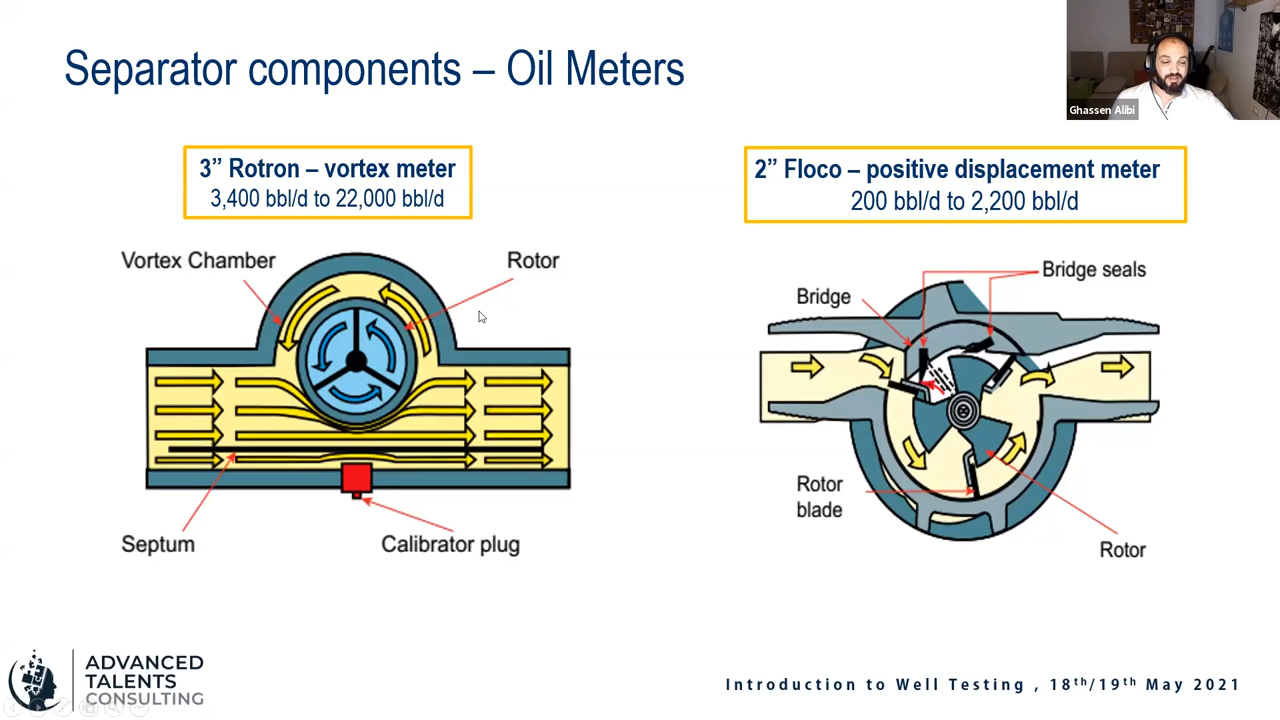 Separator components – Oil Meters
Ghassen Alibi
3” Rotron – vortex meter
3,400 bbl/d to 22,000 bbl/d
2” Floco – positive displacement meter
200 bbl/d to 2,200 bbl/d
Vortex Chamber
Rotor
Septum
Calibrator plug
Bridge seals
Bridge
Rotor
blade
Rotor
ADVANCED
TALENTS
CONSULTING
Introduction to Well Testing , 18th/19th May 2021